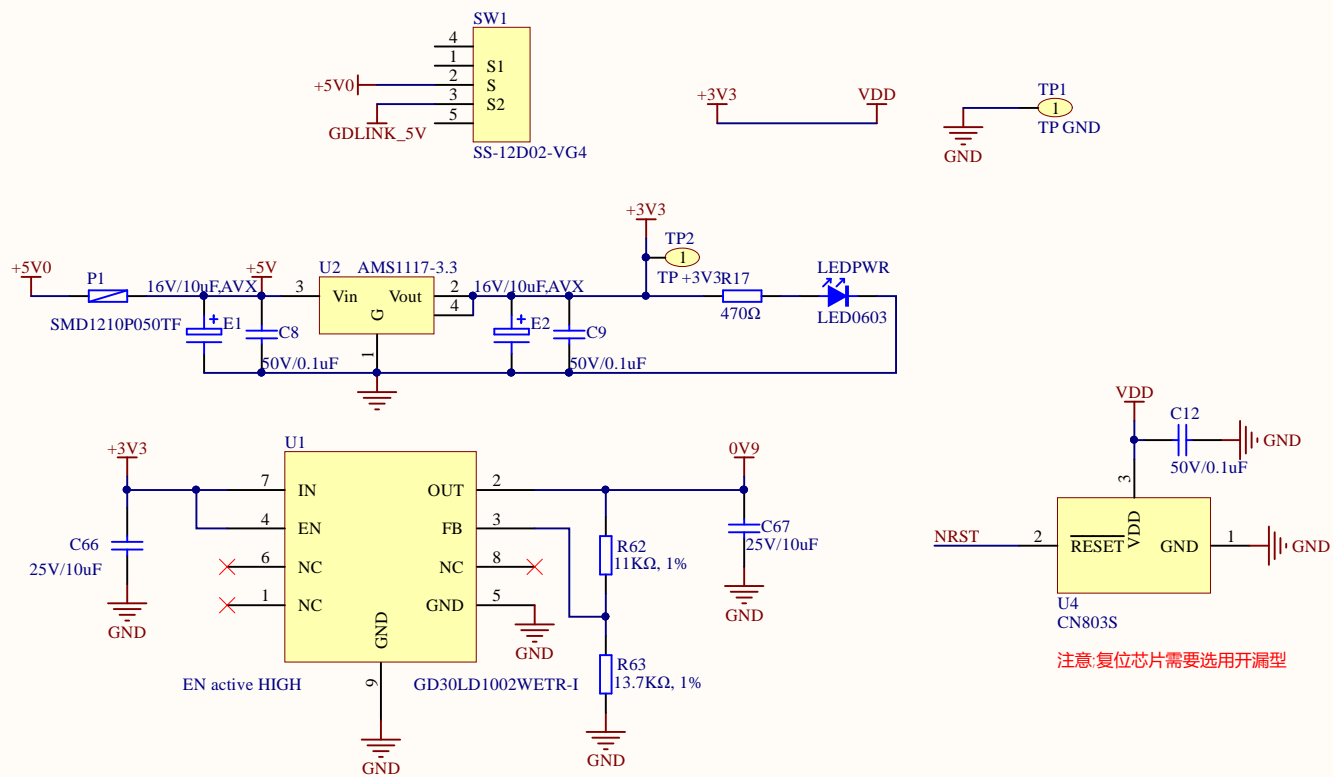 SW1
4
1
S1
+5V0
2
S
3
S2
GDLINK_5V
5
SS-12D02-VG4
+3V3
VDD
TP1
1
TP GND
GND
+5V0
P1
SMD1210P050TF
16V/10uF,AVX
+5V
+
E1
C8
50V/0.1uF
U2
AMS1117-3.3
3
Vin
Vout
2
4
G
1
16V/10uF,AVX
+
E2
C9
50V/0.1uF
+3V3
TP2
1
TP +3V3
R17
470Ω
LEDPWR
LED0603
+3V3
C66
25V/10uF
GND
U1
7
IN
OUT
2
4
EN
FB
3
6
NC
NC
8
1
NC
GND
5
GND
GND
9
GND
EN active HIGH
GD30LD1002WETR-I
0V9
C67
25V/10uF
GND
R62
11KΩ, 1%
R63
13.7KΩ, 1%
GND
VDD
C12
GND
50V/0.1uF
3
NRST
2
RESET
VDD
GND
1
GND
U4
CN803S
注意:复位芯片需要选用开漏型